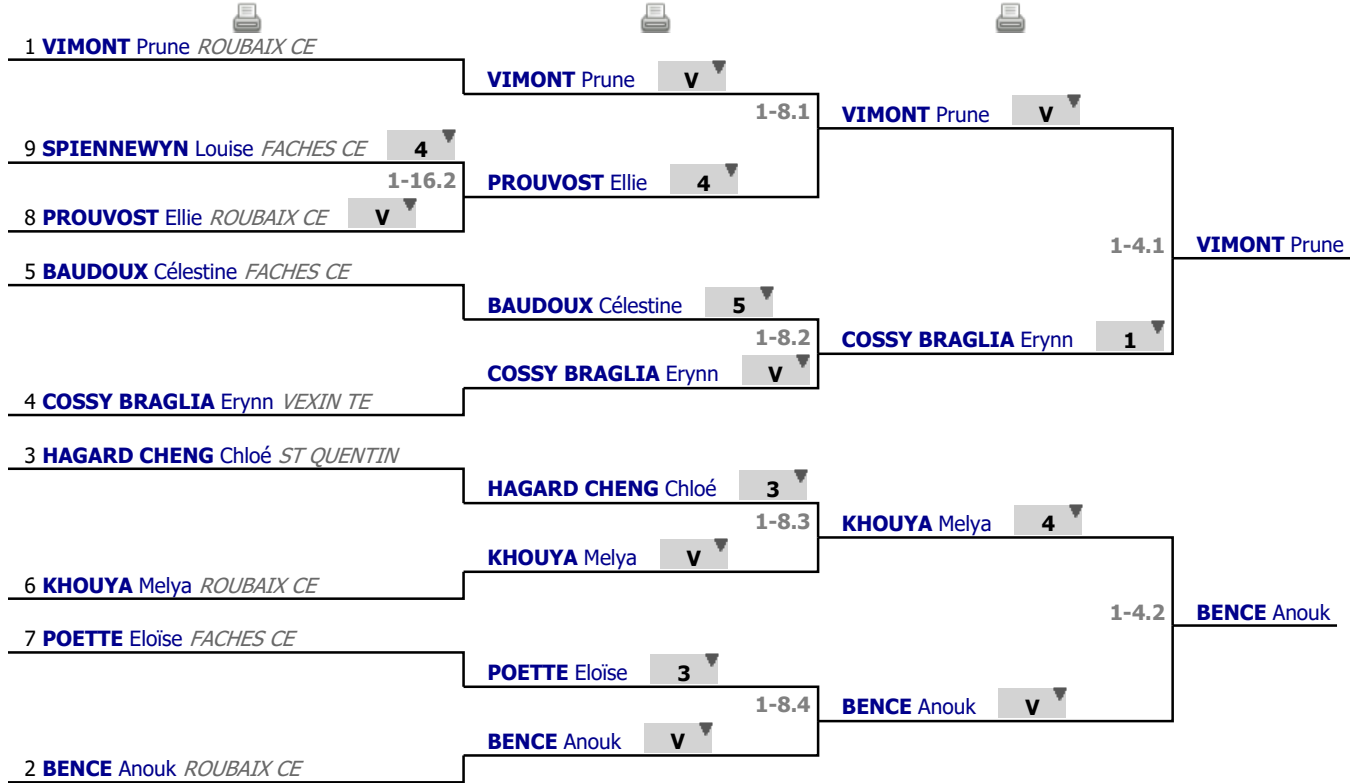 1 VIMONT Prune ROUBAIX CE
9 SPIENNEWYN Louise FACHES CE 4
1-16.2
8 PROUVOST Ellie ROUBAIX CE V
5 BAUDOUX Célestine FACHES CE
4 COSSY BRAGLIA Erynn VEXIN TE
3 HAGARD CHENG Chloé ST QUENTIN
6 KHOUYA Melya ROUBAIX CE
7 POETTE Eloïse FACHES CE
2 BENCE Anouk ROUBAIX CE
VIMONT Prune V
1-8.1
PROUVOST Ellie 4
BAUDOUX Célestine 5
1-8.2
COSSY BRAGLIA Erynn V
HAGARD CHENG Chloé 3
1-8.3
KHOUYA Melya V
POETTE Eloïse 3
1-8.4
BENCE Anouk V
VIMONT Prune V
1-4.1
COSSY BRAGLIA Erynn 1
KHOUYA Melya 4
1-4.2
BENCE Anouk V
VIMONT Prune
BENCE Anouk